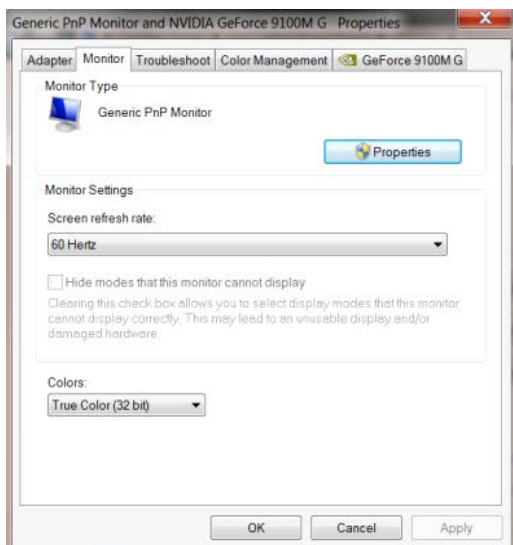 Generic PnP Monitor and NVIDIA GeForce 9100M G Properties
Adapter Monitor Troubleshoot Color Management GeForce 9100M G
Monitor Type
Generic PnP Monitor
Properties
Monitor Settings
Screen refresh rate:
60 Hertz
Hide modes that this monitor cannot display
Clearing this check box allows you to select display modes that this monitor
cannot display correctly. This may lead to an unusable display and/or
damaged hardware.
Colors:
True Color (32 bit)
OK Cancel Apply